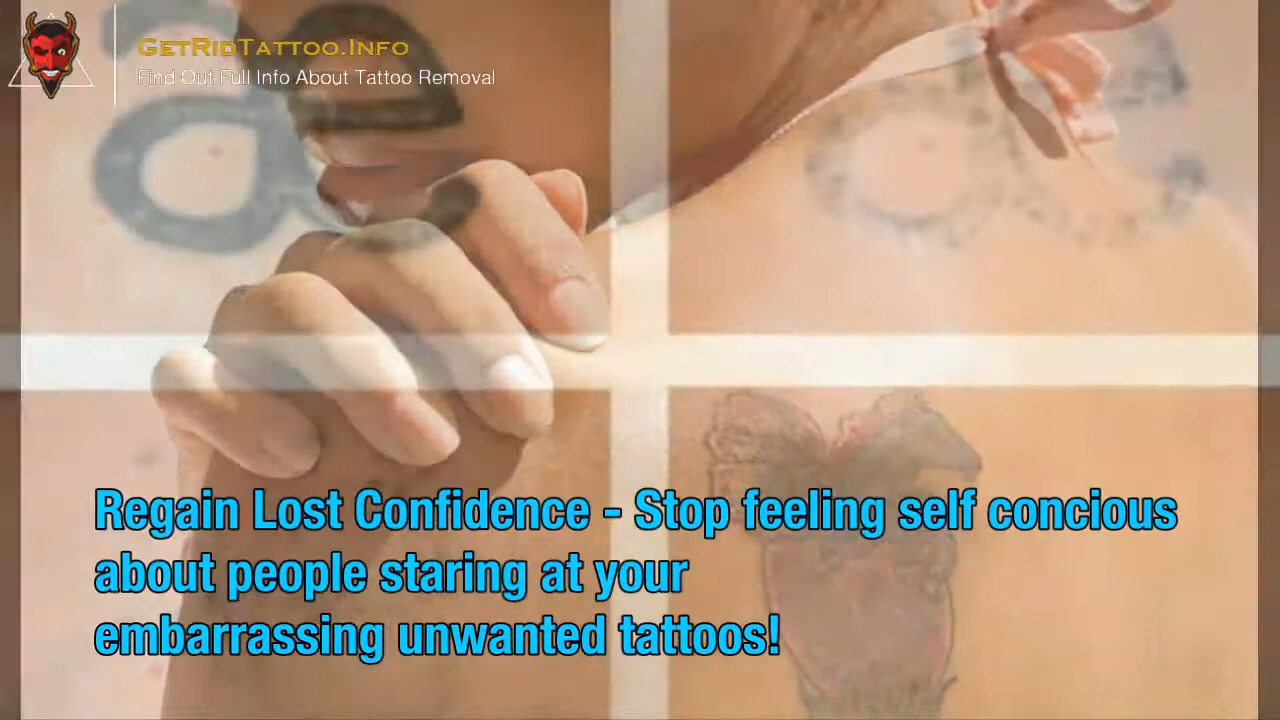 GetRidTattoo.Info
Find Out Full Info About Tattoo Removal
Regain Lost Confidence - Stop feeling self concious
about people staring at your
embarrassing unwanted tattoos!